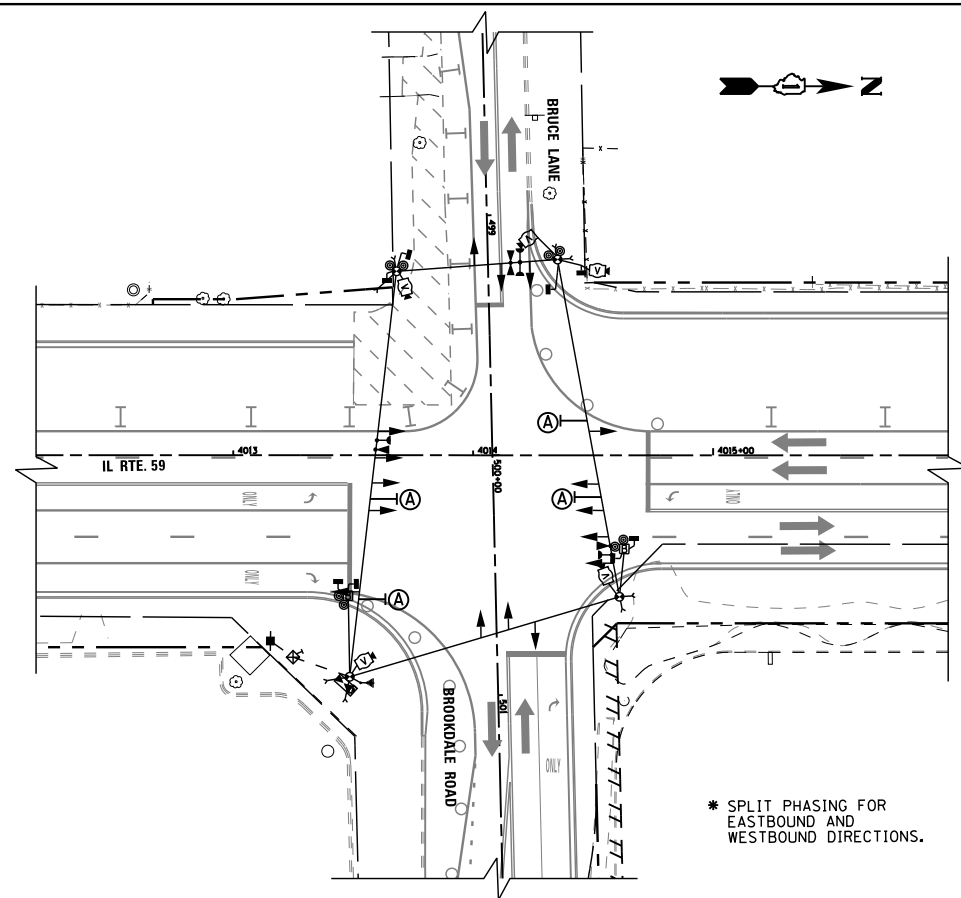 BRUCE LANE
N
499
V
V
V
A
IL RTE. 59
4013
4014
4015+00
500+00
ONLY
A
A
ONLY
ONLY
A
V
V
501
BROOKDALE ROAD
ONLY
* SPLIT PHASING FOR
EASTBOUND AND
WESTBOUND DIRECTIONS.